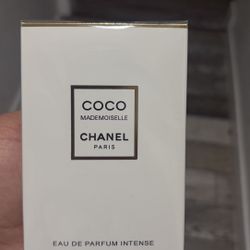 COCO
MADEMOISELLE
CHANEL
PARIS
EAU DE PARFUM INTENSE